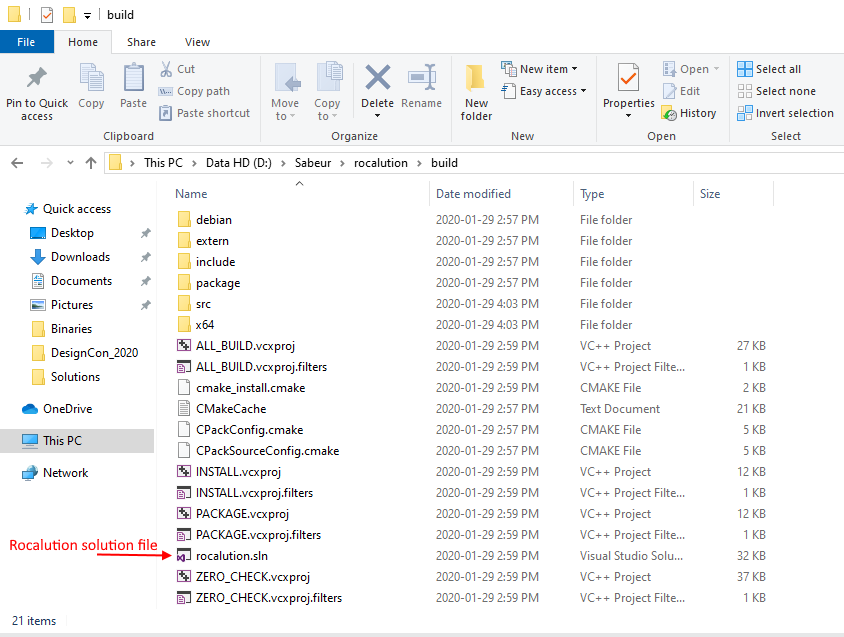 build
File Home Share View
Pin to Quick access
Copy
Paste
Cut
Copy path
Paste shortcut
Clipboard
Move to
Copy to
Delete
Rename
Organize
New folder
New item
Easy access
New
Properties
Open
Edit
History
Open
Select all
Select none
Invert selection
Select
This PC > Data HD (D:) > Sabeur > rocalution > build
Quick access
Desktop
Downloads
Documents
Pictures
Binaries
DesignCon_2020
Solutions
OneDrive
This PC
Network
Rocalution solution file
Name Date modified Type Size
debian 2020-01-29 2:57 PM File folder
extern 2020-01-29 2:57 PM File folder
include 2020-01-29 2:57 PM File folder
package 2020-01-29 2:57 PM File folder
src 2020-01-29 4:03 PM File folder
x64 2020-01-29 4:03 PM File folder
ALL_BUILD.vcxproj 2020-01-29 2:59 PM VC++ Project 27 KB
ALL_BUILD.vcxproj.filters 2020-01-29 2:59 PM VC++ Project Filte... 1 KB
cmake_install.cmake 2020-01-29 2:59 PM CMAKE File 2 KB
CMakeCache 2020-01-29 2:59 PM Text Document 21 KB
CPackConfig.cmake 2020-01-29 2:59 PM CMAKE File 5 KB
CPackSourceConfig.cmake 2020-01-29 2:59 PM CMAKE File 5 KB
INSTALL.vcxproj 2020-01-29 2:59 PM VC++ Project 12 KB
INSTALL.vcxproj.filters 2020-01-29 2:59 PM VC++ Project Filte... 1 KB
PACKAGE.vcxproj 2020-01-29 2:59 PM VC++ Project 12 KB
PACKAGE.vcxproj.filters 2020-01-29 2:59 PM VC++ Project Filte... 1 KB
rocalution.sln 2020-01-29 2:59 PM Visual Studio Solu... 32 KB
ZERO_CHECK.vcxproj 2020-01-29 2:59 PM VC++ Project 37 KB
ZERO_CHECK.vcxproj.filters 2020-01-29 2:59 PM VC++ Project Filte... 1 KB
21 items